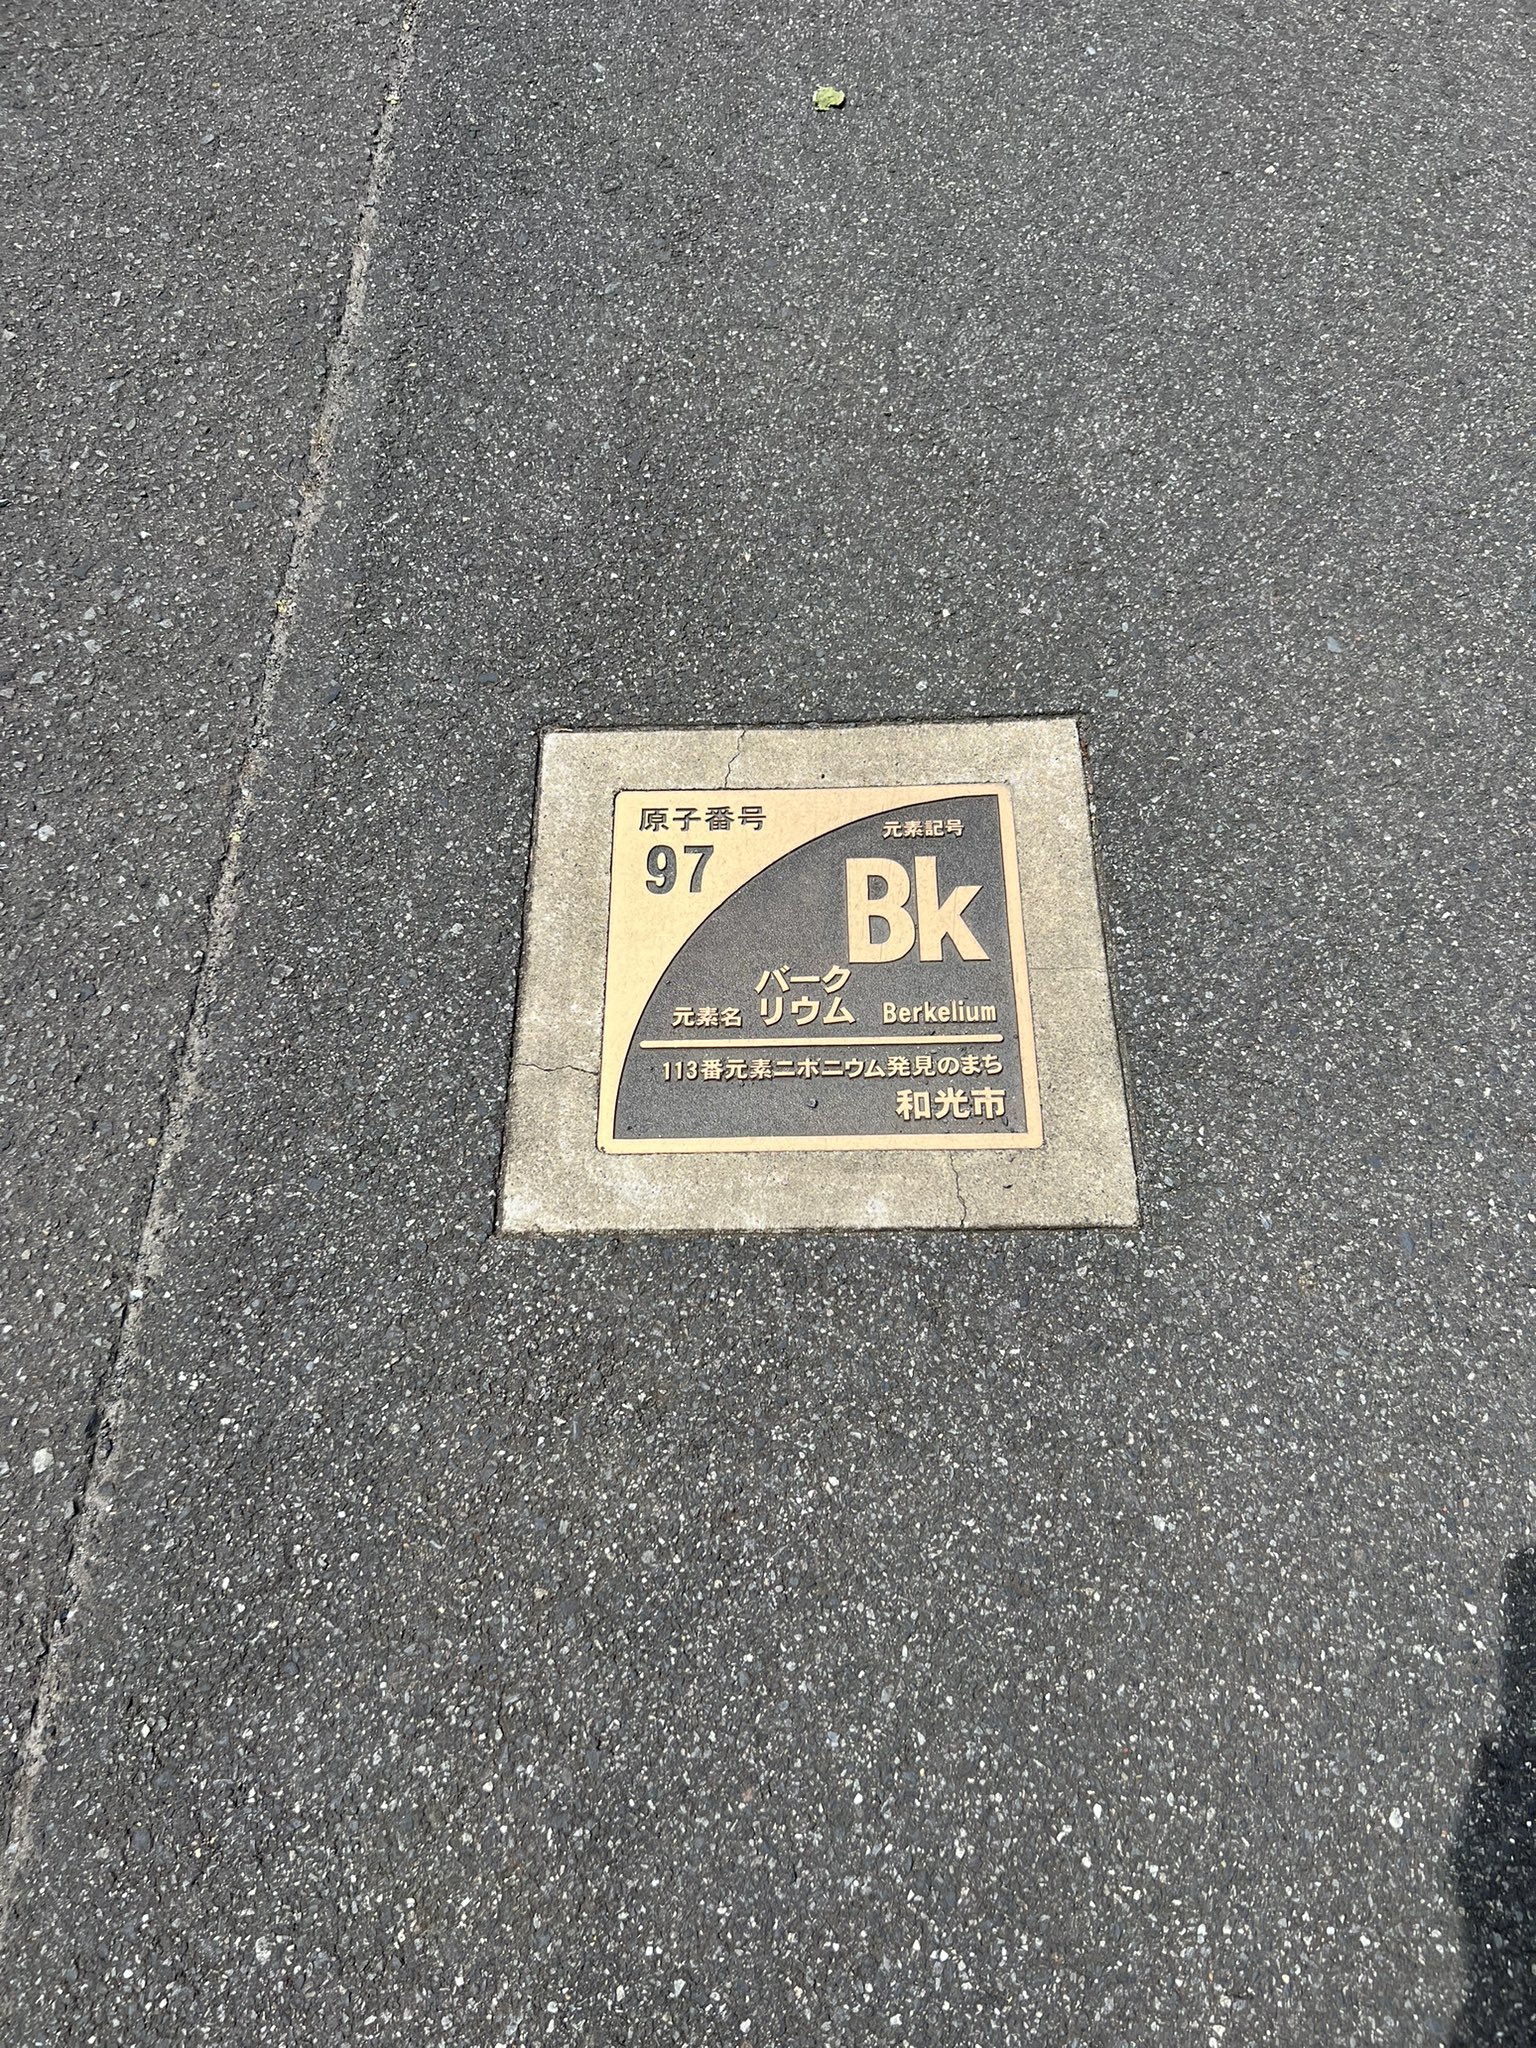 原子番号
97
元素記号
Bk
元素名 バーク
リウム Berkelium
113番元素ニホニウム発見のまち
和光市